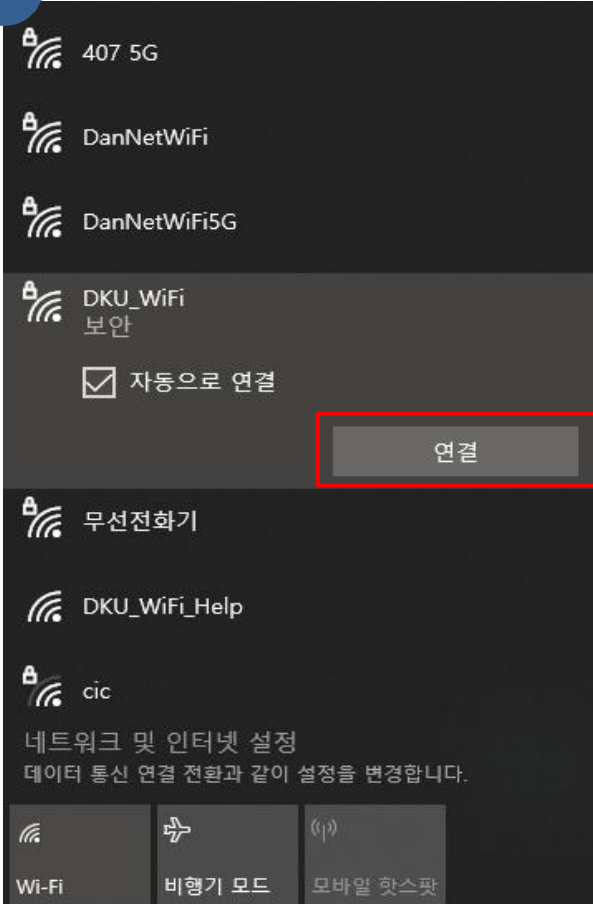 407 5G
DanNetWiFi
DanNetWiFi5G
DKU_WiFi
보안
자동으로 연결
연결
무선전화기
DKU_WiFi_Help
cic
네트워크 및 인터넷 설정
데이터 통신 연결 전환과 같이 설정을 변경합니다.
Wi-Fi
비행기 모드
모바일 핫스팟